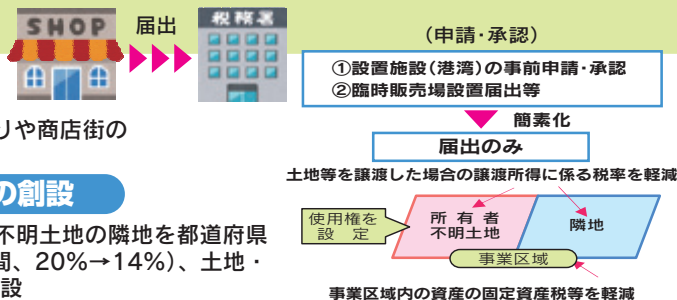 SHOP
届出
税務署
(申請・承認)
①設置施設(港湾)の事前申請・承認
②臨時販売場設置届出等
簡素化
届出のみ
りや商店街の
の創設
不明土地の隣地を都道府県
間、20%→14%)、土地・
設
土地等を譲渡した場合の譲渡所得に係る税率を軽減
使用権を
設定
所有者
不明土地
隣地
事業区域
事業区域内の資産の固定資産税等を軽減